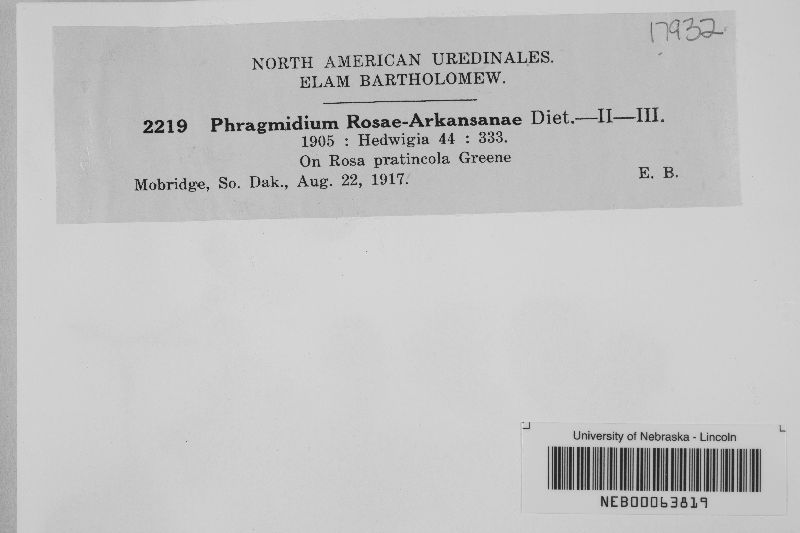 17932
NORTH AMERICAN UREDINALES.
ELAM BARTHOLOMEW.
2219 Phragmidium Rosae-Arkansanae Diet.—II—III.
1905 : Hedwigia 44 : 333.
On Rosa pratincola Greene
Mobridge, So. Dak., Aug. 22, 1917. E. B.
University of Nebraska - Lincoln
NEB00063819